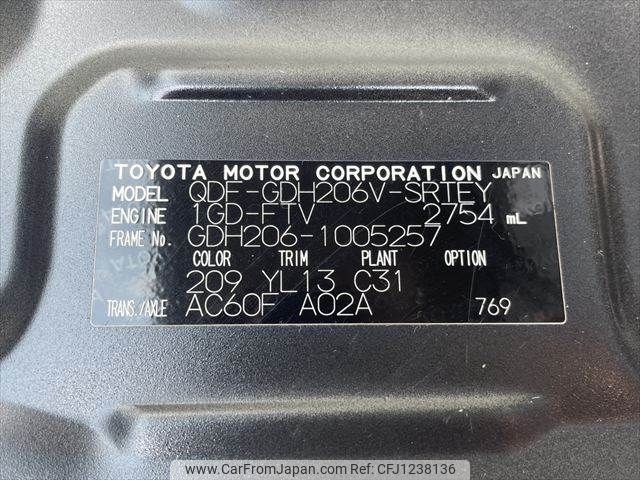 TOYOTA MOTOR CORPORATION JAPAN
MODEL QDF-GDH206V-SRTEY
ENGINE 1GD-FTV 2754 mL
FRAME No. GDH206-1005257
COLOR TRIM PLANT OPTION
209 YL13 C31
TRANS./AXLE AC60F A02A 769
www.CarFromJapan.com - CFJ1238136